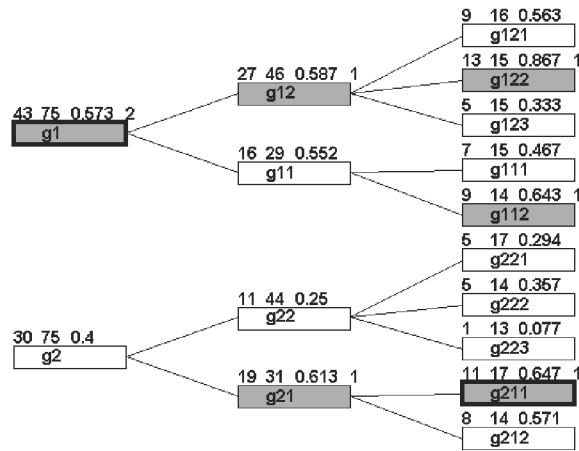 9 16 0.563
g121
27 46 0.587 1
g12
13 15 0.867 1
g122
43 75 0.573 2
g1
5 15 0.333
g123
16 29 0.552
g11
7 15 0.467
g111
9 14 0.643 1
g112
5 17 0.294
g221
11 44 0.25
g22
5 14 0.357
g222
30 75 0.4
g2
1 13 0.077
g223
19 31 0.613 1
g21
11 17 0.647 1
g211
8 14 0.571
g212